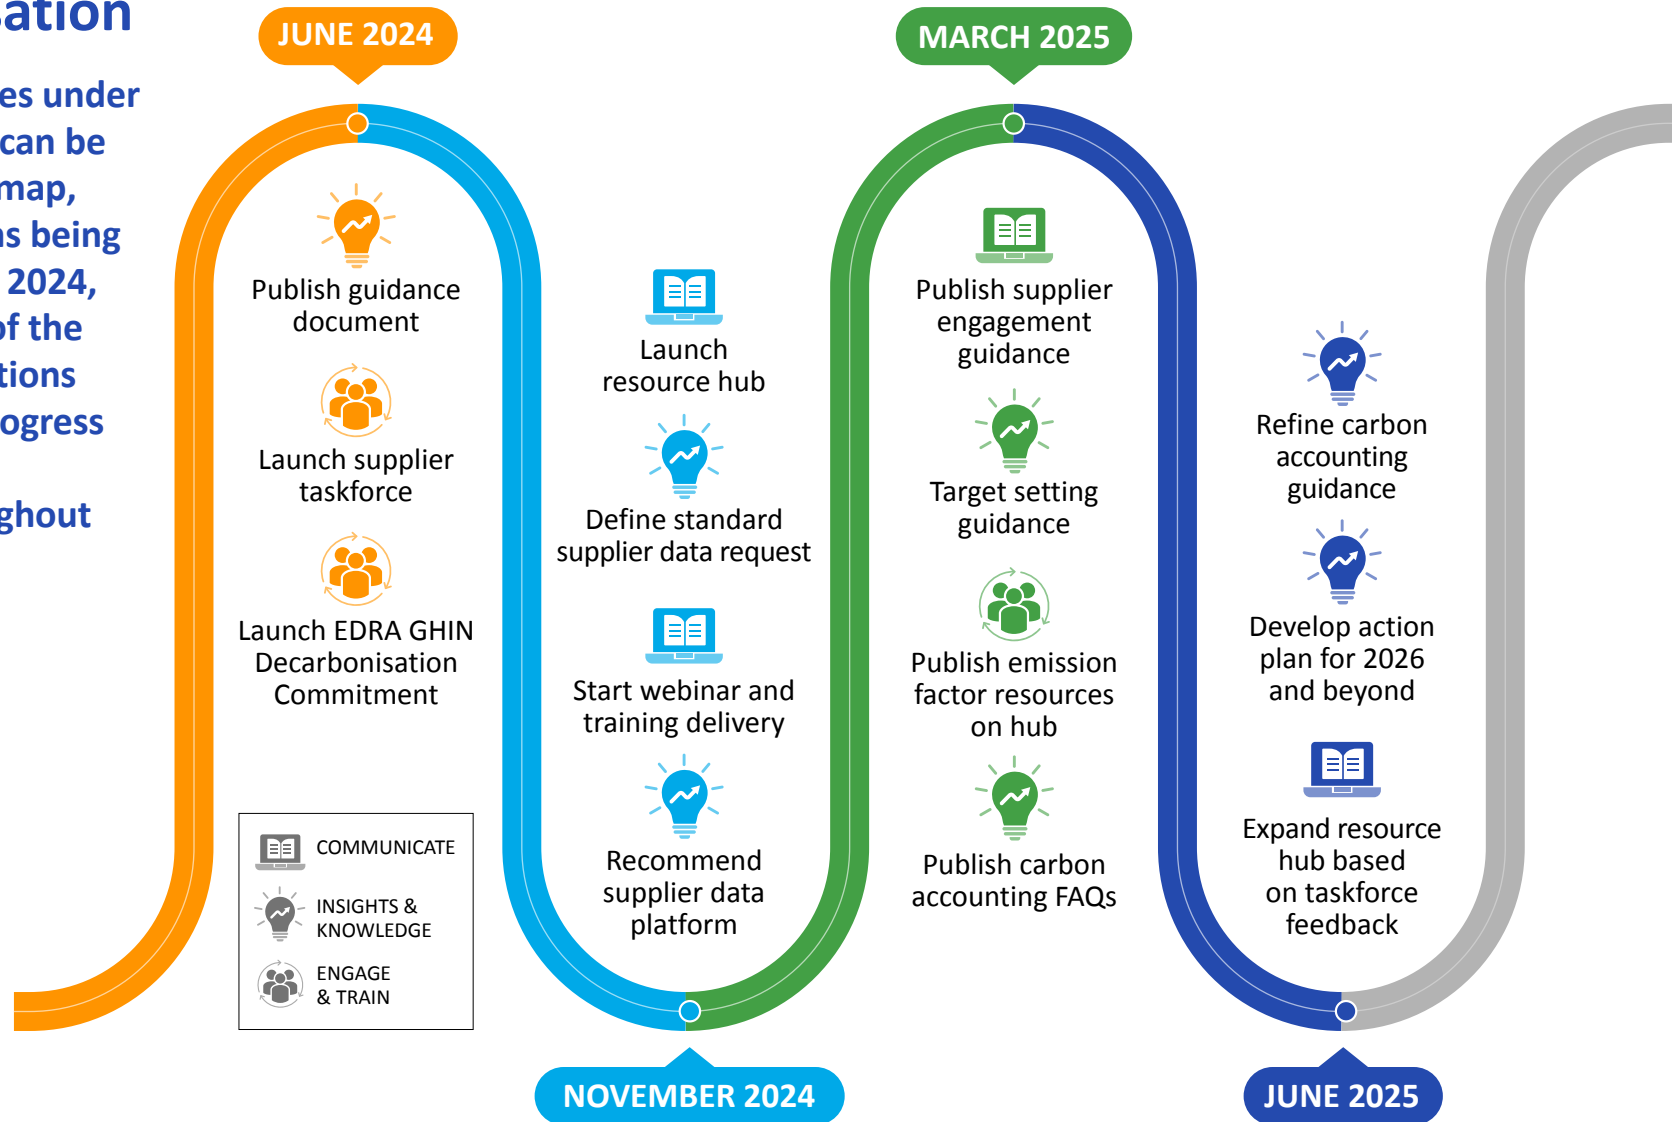 sation
es under
can be
map,
ns being
2024,
of the
tions
ogress
ghout
JUNE 2024
Publish guidance
document
Launch supplier
taskforce
Launch EDRA GHIN
Decarbonisation
Commitment
COMMUNICATE
INSIGHTS &
KNOWLEDGE
ENGAGE
& TRAIN
Launch
resource hub
Define standard
supplier data request
Start webinar and
training delivery
Recommend
supplier data
platform
NOVEMBER 2024
MARCH 2025
Publish supplier
engagement
guidance
Target setting
guidance
Publish emission
factor resources
on hub
Publish carbon
accounting FAQs
Refine carbon
accounting
guidance
Develop action
plan for 2026
and beyond
Expand resource
hub based
on taskforce
feedback
JUNE 2025